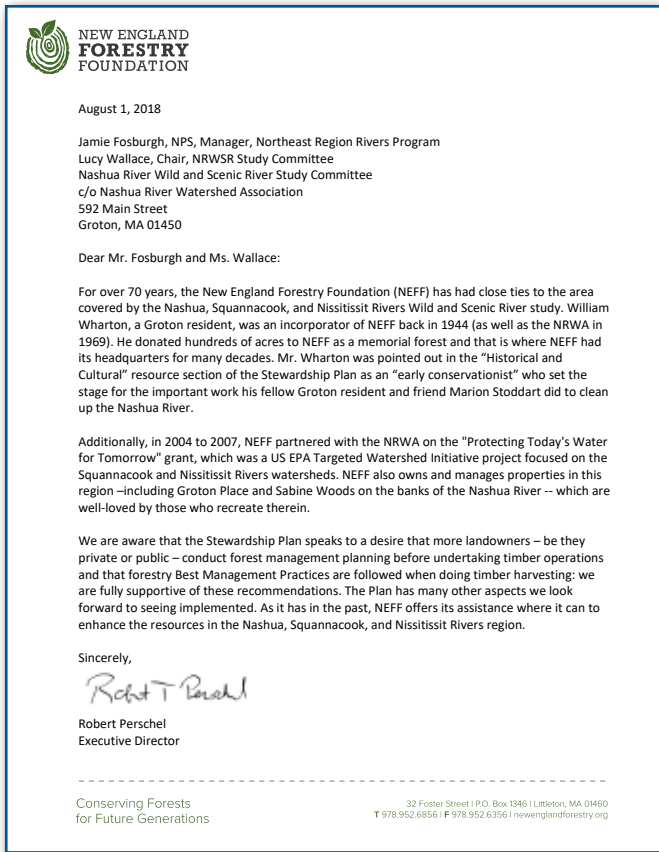 NEW ENGLAND
FORESTRY
FOUNDATION
August 1, 2018
Jamie Fosburgh, NPS, Manager, Northeast Region Rivers Program
Lucy Wallace, Chair, NRWSR Study Committee
Nashua River Wild and Scenic River Study Committee
c/o Nashua River Watershed Association
592 Main Street
Groton, MA 01450
Dear Mr. Fosburgh and Ms. Wallace:
For over 70 years, the New England Forestry Foundation (NEFF) has had close ties to the area
covered by the Nashua, Squannacook, and Nissitissit Rivers Wild and Scenic River study. William
Wharton, a Groton resident, was an incorporator of NEFF back in 1944 (as well as the NRWA in
1969). He donated hundreds of acres to NEFF as a memorial forest and that is where NEFF had
its headquarters for many decades. Mr. Wharton was pointed out in the “Historical and
Cultural” resource section of the Stewardship Plan as an “early conservationist” who set the
stage for the important work his fellow Groton resident and friend Marion Stoddart did to clean
up the Nashua River.
Additionally, in 2004 to 2007, NEFF partnered with the NRWA on the "Protecting Today's Water
for Tomorrow" grant, which was a US EPA Targeted Watershed Initiative project focused on the
Squannacook and Nissitissit Rivers watersheds. NEFF also owns and manages properties in this
region –including Groton Place and Sabine Woods on the banks of the Nashua River -- which are
well-loved by those who recreate therein.
We are aware that the Stewardship Plan speaks to a desire that more landowners – be they
private or public – conduct forest management planning before undertaking timber operations
and that forestry Best Management Practices are followed when doing timber harvesting: we
are fully supportive of these recommendations. The Plan has many other aspects we look
forward to seeing implemented. As it has in the past, NEFF offers its assistance where it can to
enhance the resources in the Nashua, Squannacook, and Nissitissit Rivers region.
Sincerely,
Robert T Perschel
Robert Perschel
Executive Director
Conserving Forests
for Future Generations
32 Foster Street | P.O. Box 1346 | Littleton, MA 01460
T 978.952.6856 | F 978.952.6356 | newenglandforestry.org